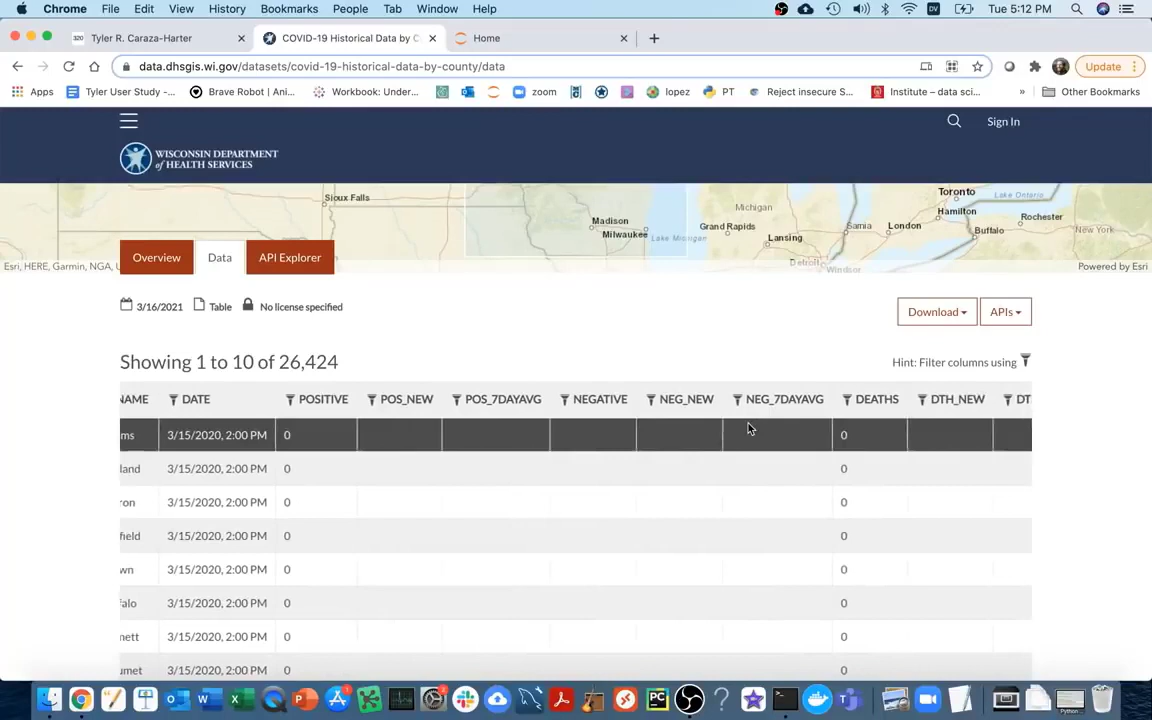 Chrome File Edit View History Bookmarks People Tab Window Help Tue 5:12 PM
Tyler R. Caraza-Harter COVID-19 Historical Data by C Home
data.dhsgis.wi.gov/datasets/covid-19-historical-data-by-county/data Update
Apps Tyler User Study -... Brave Robot | Ani... Workbook: Under... zoom lopez PT Reject insecure S... Institute – data sci... » Other Bookmarks
Sign In
WISCONSIN DEPARTMENT
of HEALTH SERVICES
Sioux Falls Madison Milwaukee Lake Michigan Michigan Grand Rapids Lansing Detroit Windsor Sarnia London Toronto Hamilton Lake Ontario Rochester Buffalo New York
Overview Data API Explorer
Esri, HERE, Garmin, NGA, U Powered by Esri
3/16/2021 Table No license specified Download APIs
Showing 1 to 10 of 26,424 Hint: Filter columns using
NAME DATE POSITIVE POS_NEW POS_7DAYAVG NEGATIVE NEG_NEW NEG_7DAYAVG DEATHS DTH_NEW DT
ms 3/15/2020, 2:00 PM 0 0
land 3/15/2020, 2:00 PM 0 0
ron 3/15/2020, 2:00 PM 0 0
field 3/15/2020, 2:00 PM 0 0
wn 3/15/2020, 2:00 PM 0 0
falo 3/15/2020, 2:00 PM 0 0
nett 3/15/2020, 2:00 PM 0 0
umet 3/15/2020, 2:00 PM 0 0